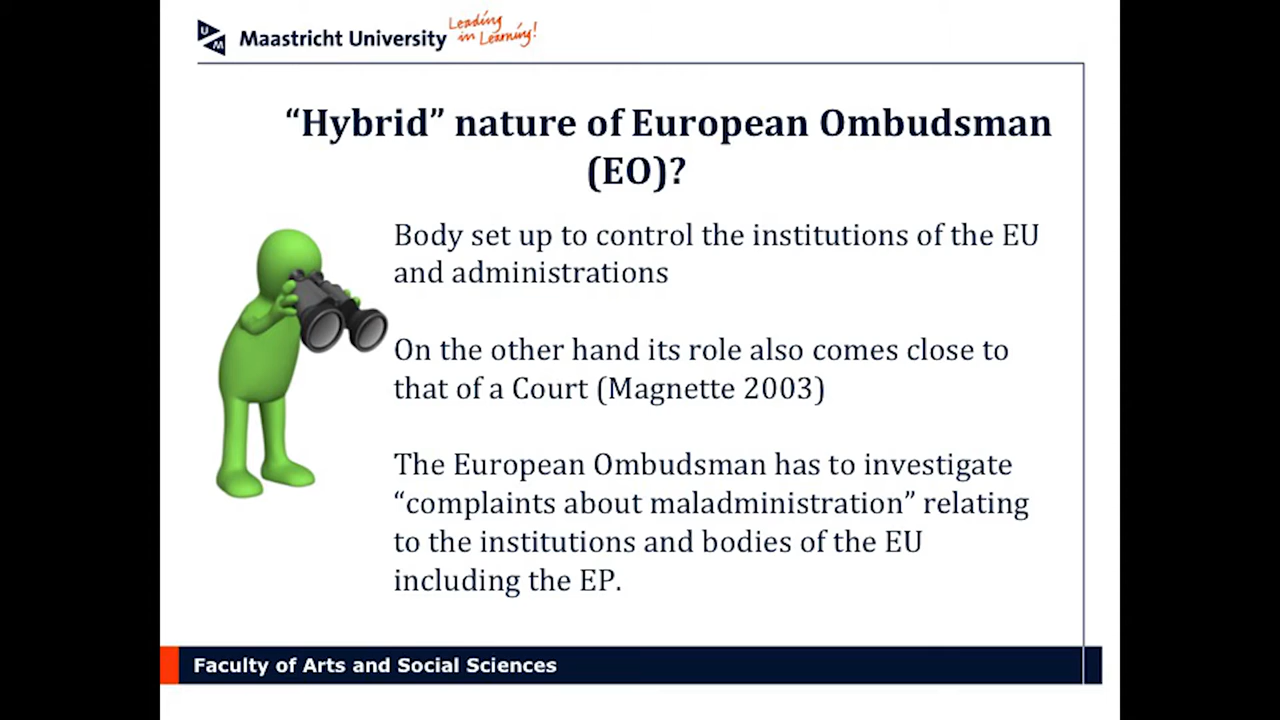 Maastricht University
Leading
in Learning!
“Hybrid” nature of European Ombudsman
(EO)?
Body set up to control the institutions of the EU
and administrations
On the other hand its role also comes close to
that of a Court (Magnette 2003)
The European Ombudsman has to investigate
“complaints about maladministration” relating
to the institutions and bodies of the EU
including the EP.
Faculty of Arts and Social Sciences